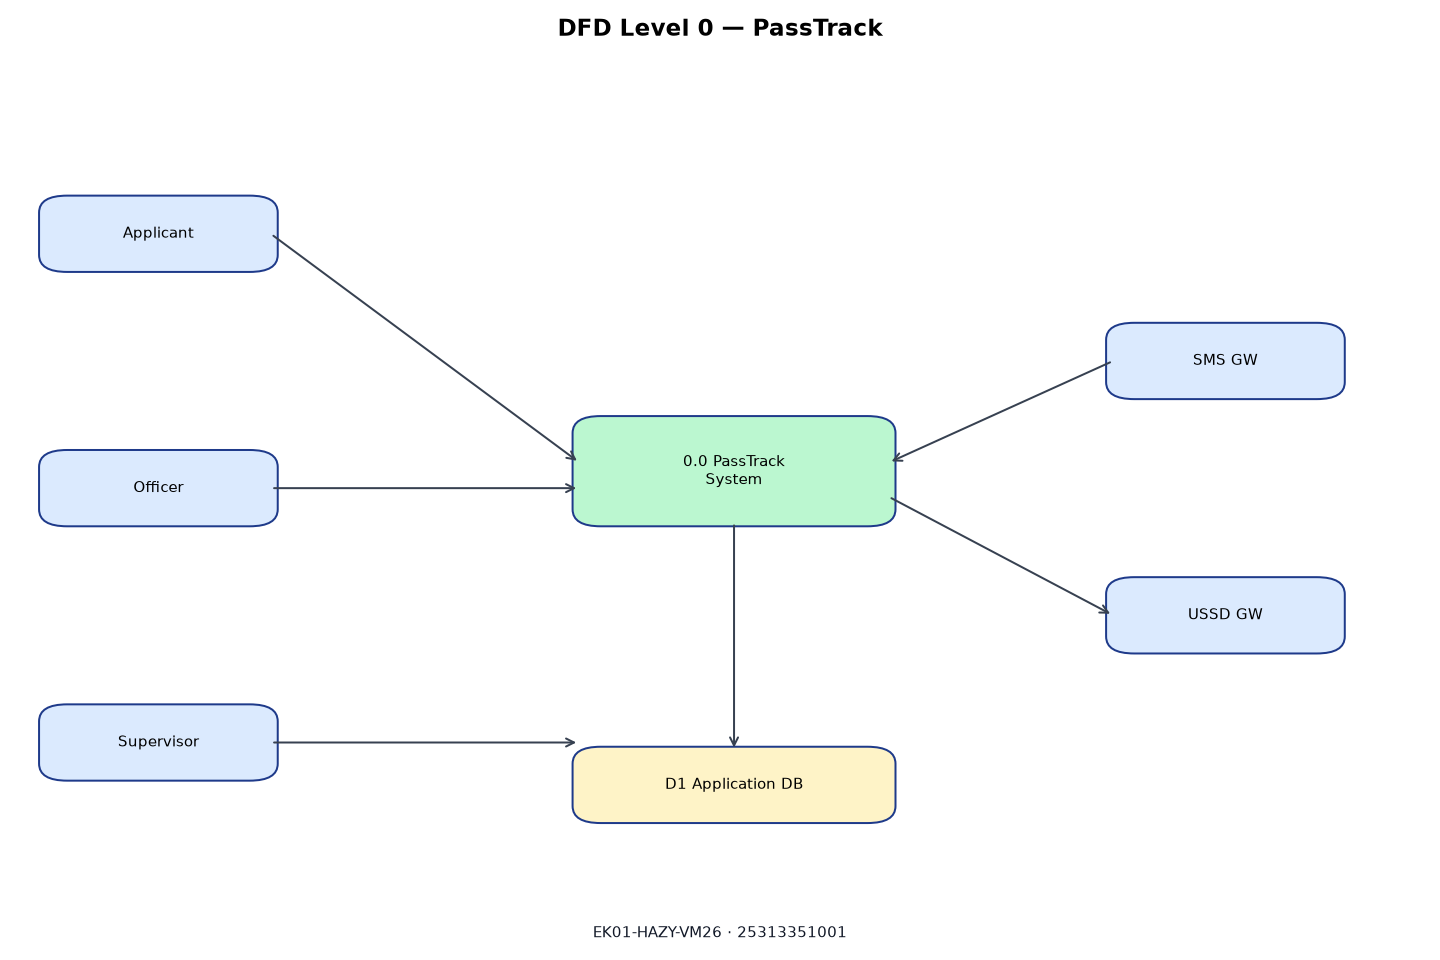 DFD Level 0 — PassTrack
Applicant
SMS GW
0.0 PassTrack
System
Officer
USSD GW
Supervisor
D1 Application DB
EK01-HAZY-VM26 · 25313351001